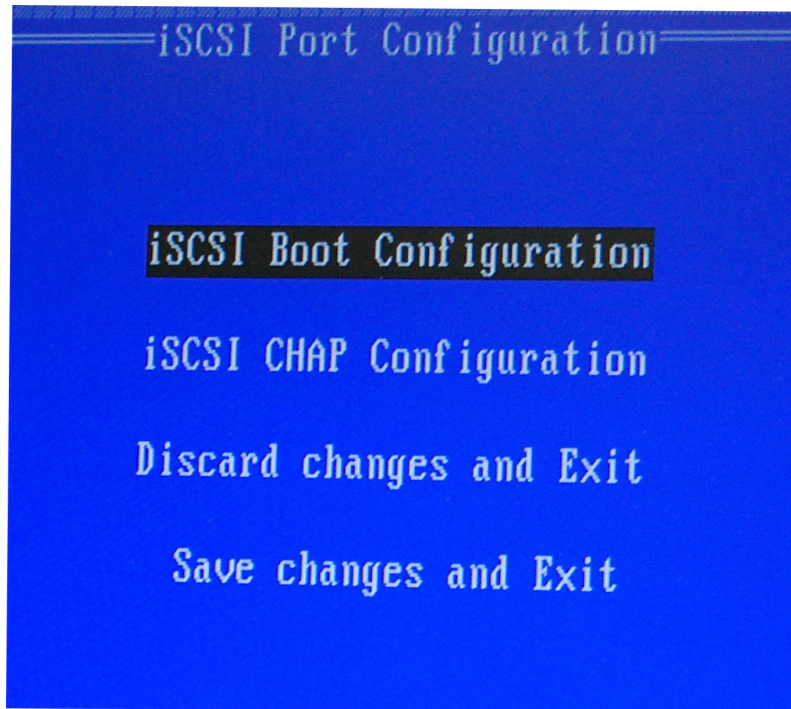 iSCSI Port Configuration
iSCSI Boot Configuration
iSCSI CHAP Configuration
Discard changes and Exit
Save changes and Exit